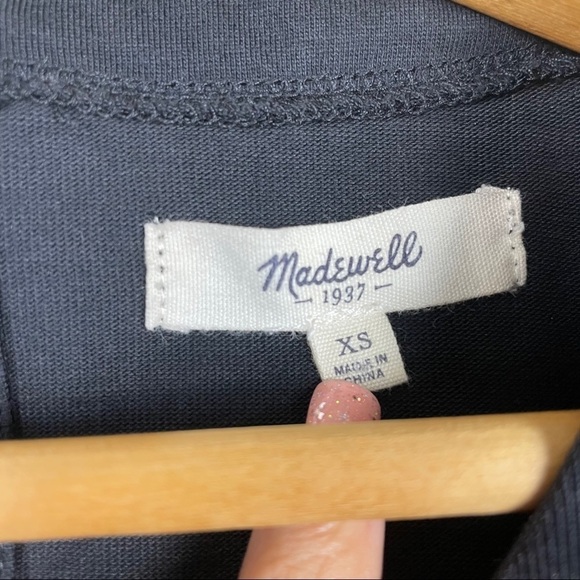 Madewell
— 1937 —
XS
MADE IN
CHINA